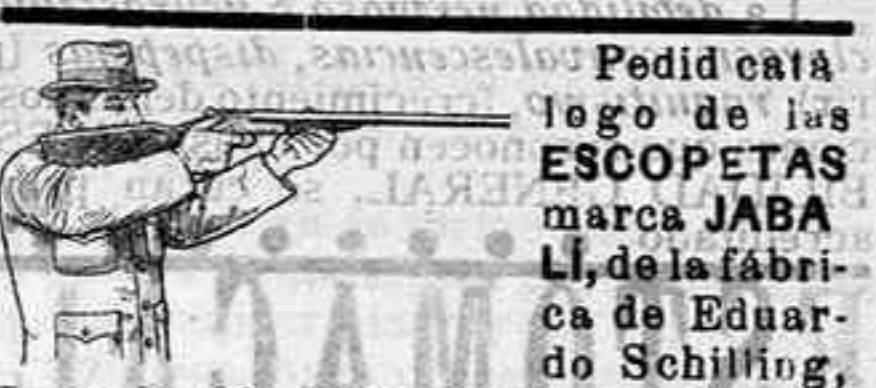 Pedid catá
logo de las
ESCOPETAS
marca JABA
LÍ, de la fábri-
ca de Eduar-
do Schilling,